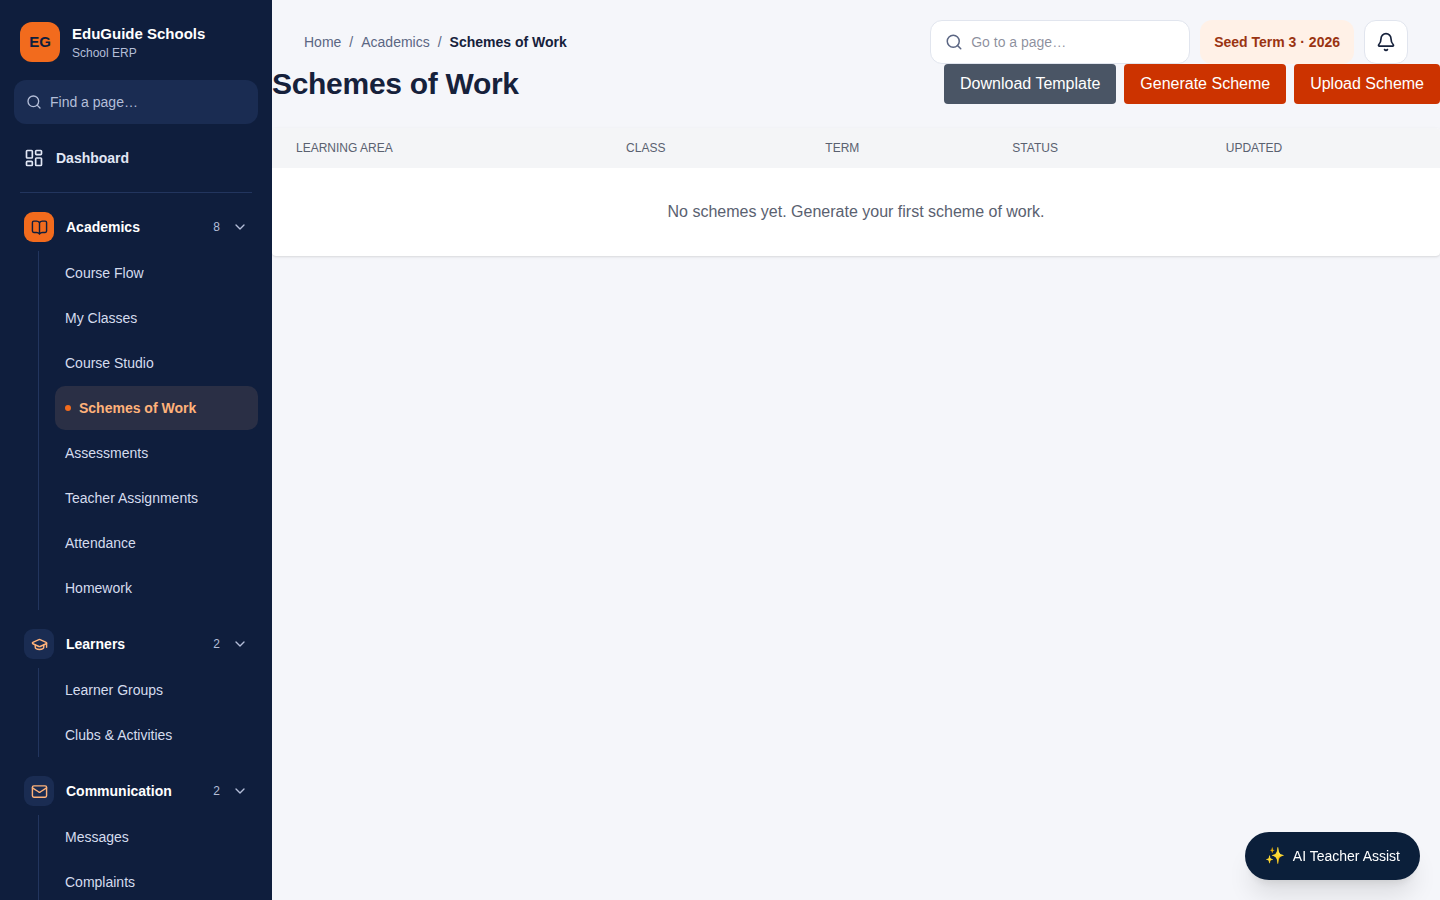 EG
EduGuide Schools
School ERP
Find a page…
Dashboard
Academics 8
Course Flow
My Classes
Course Studio
Schemes of Work
Assessments
Teacher Assignments
Attendance
Homework
Learners 2
Learner Groups
Clubs & Activities
Communication 2
Messages
Complaints
Home / Academics / Schemes of Work
Go to a page…
Seed Term 3 · 2026
Schemes of Work
Download Template
Generate Scheme
Upload Scheme
LEARNING AREA CLASS TERM STATUS UPDATED
No schemes yet. Generate your first scheme of work.
✨ AI Teacher Assist